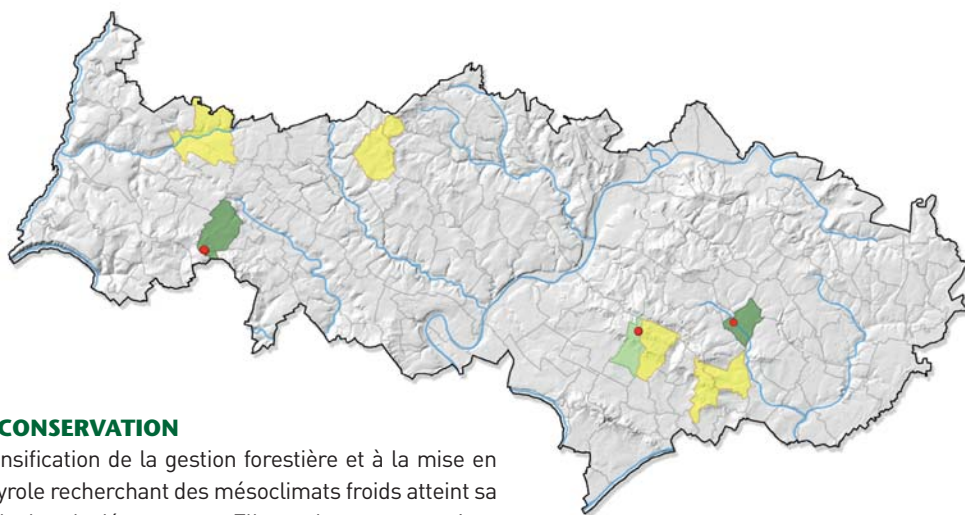 CONSERVATION
nsification de la gestion forestière et à la mise en
yrole recherchant des mésoclimats froids atteint sa